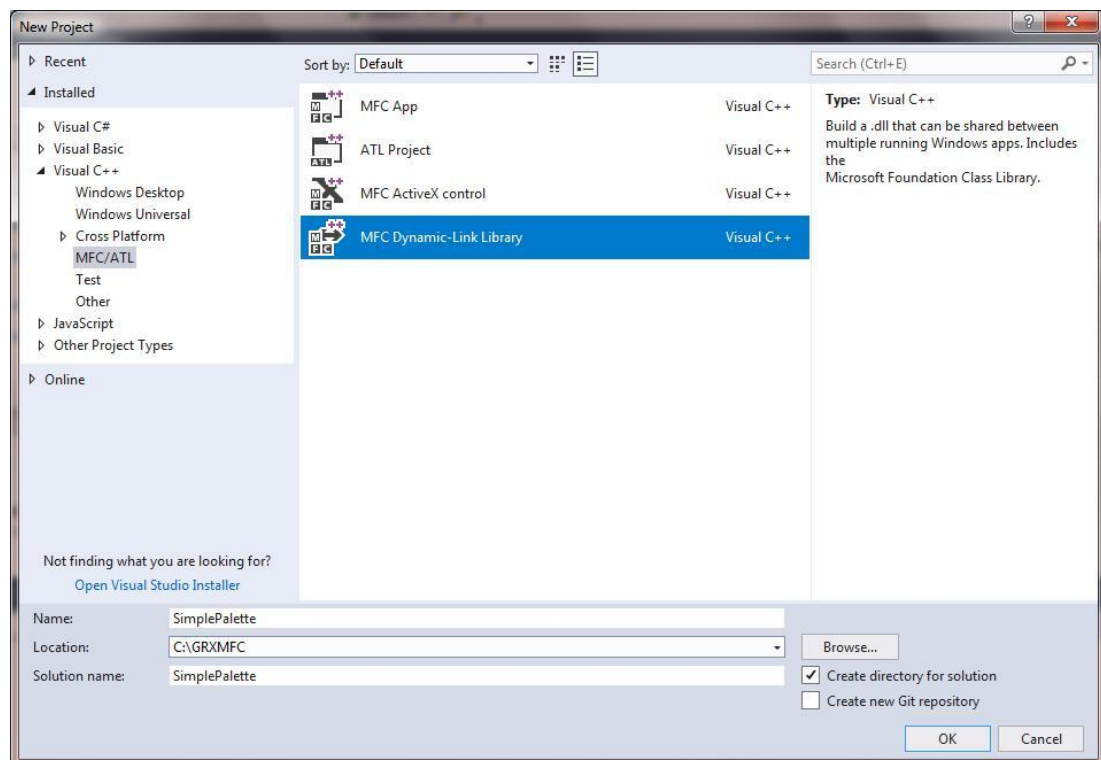 New Project
Recent
Sort by: Default
Search (Ctrl+E)
Installed
Visual C#
Visual Basic
Visual C++
Windows Desktop
Windows Universal
Cross Platform
MFC/ATL
Test
Other
JavaScript
Other Project Types
Online
Not finding what you are looking for?
Open Visual Studio Installer
MFC App Visual C++
ATL Project Visual C++
MFC ActiveX control Visual C++
MFC Dynamic-Link Library Visual C++
Type: Visual C++
Build a .dll that can be shared between
multiple running Windows apps. Includes
the
Microsoft Foundation Class Library.
Name: SimplePalette
Location: C:\GRXMFC
Browse...
Solution name: SimplePalette
Create directory for solution
Create new Git repository
OK Cancel